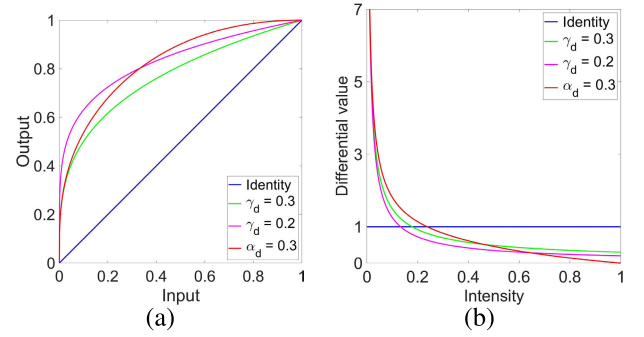 1
0.8
0.6
0.4
0.2
0
Output
0 0.2 0.4 0.6 0.8 1
Input
Identity
γd = 0.3
γd = 0.2
αd = 0.3
(a)
7
1
0
Differential value
0 0.2 0.4 0.6 0.8 1
Intensity
Identity
γd = 0.3
γd = 0.2
αd = 0.3
(b)